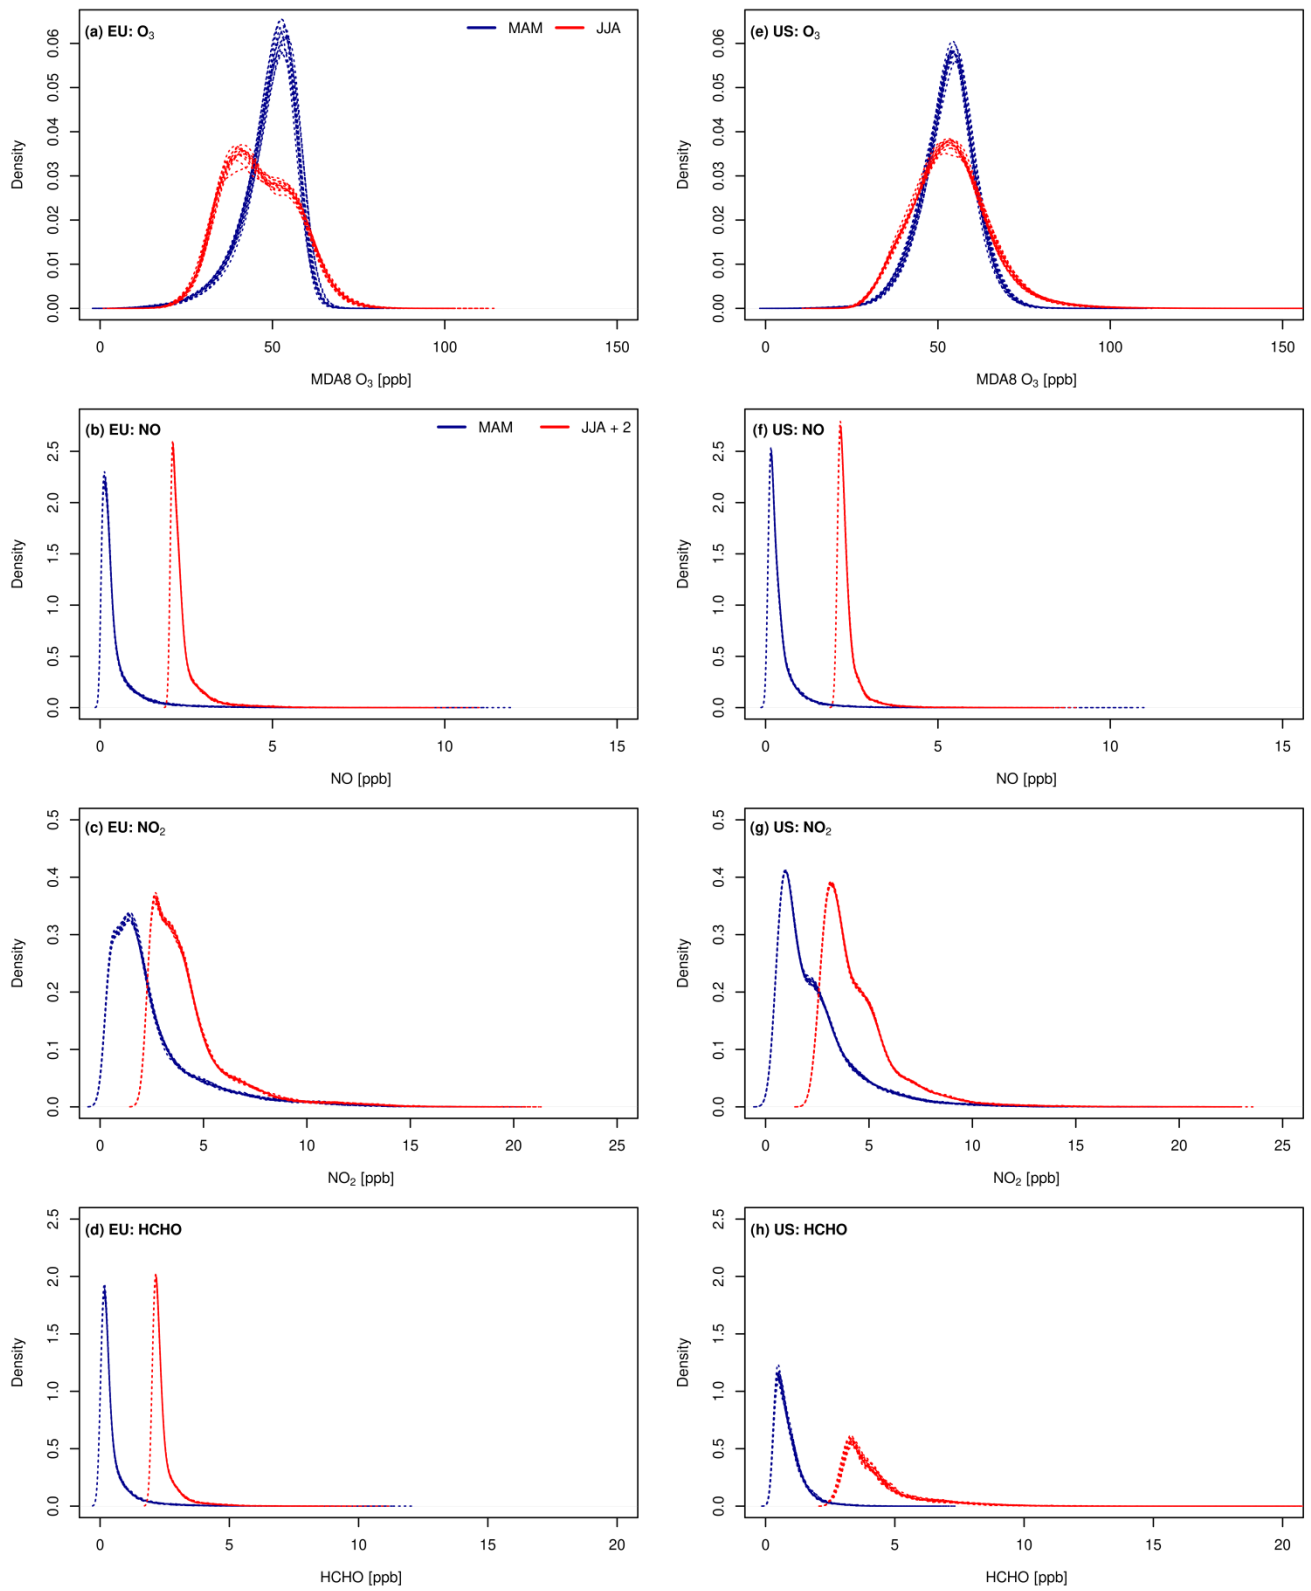 (a) EU: O₃
MAM
JJA
Density
0.00 0.01 0.02 0.03 0.04 0.05 0.06
0 50 100 150
MDA8 O₃ [ppb]
(e) US: O₃
Density
0.00 0.01 0.02 0.03 0.04 0.05 0.06
0 50 100 150
MDA8 O₃ [ppb]
(b) EU: NO
MAM
JJA + 2
Density
0.0 0.5 1.0 1.5 2.0 2.5
0 5 10 15
NO [ppb]
(f) US: NO
Density
0.0 0.5 1.0 1.5 2.0 2.5
0 5 10 15
NO [ppb]
(c) EU: NO₂
Density
0.0 0.1 0.2 0.3 0.4 0.5
0 5 10 15 20 25
NO₂ [ppb]
(g) US: NO₂
Density
0.0 0.1 0.2 0.3 0.4 0.5
0 5 10 15 20 25
NO₂ [ppb]
(d) EU: HCHO
Density
0.0 0.5 1.0 1.5 2.0 2.5
0 5 10 15 20
HCHO [ppb]
(h) US: HCHO
Density
0.0 0.5 1.0 1.5 2.0 2.5
0 5 10 15 20
HCHO [ppb]